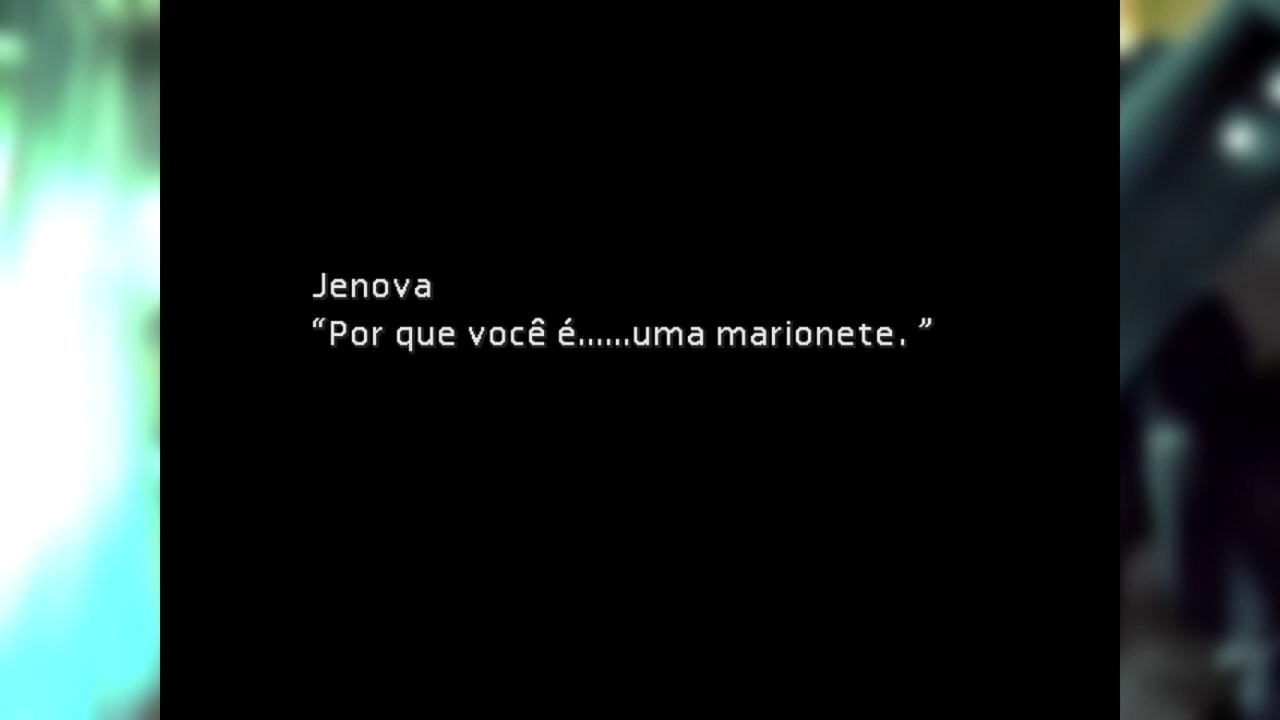 Jenova
“Por que você é......uma marionete. ”